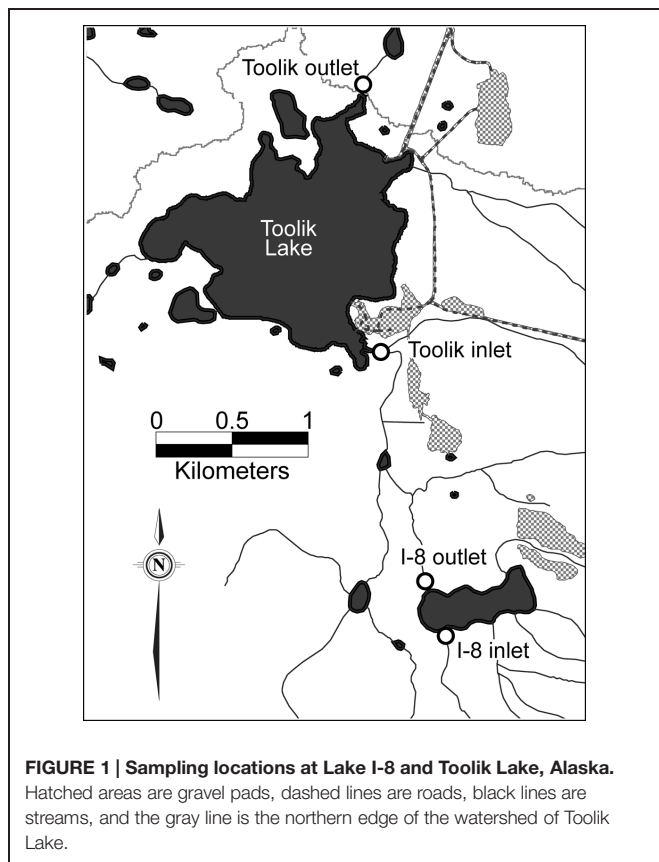 Toolik outlet
Toolik
Lake
Toolik inlet
0 0.5 1
Kilometers
N
I-8 outlet
I-8 inlet
FIGURE 1 | Sampling locations at Lake I-8 and Toolik Lake, Alaska.
Hatched areas are gravel pads, dashed lines are roads, black lines are
streams, and the gray line is the northern edge of the watershed of Toolik
Lake.